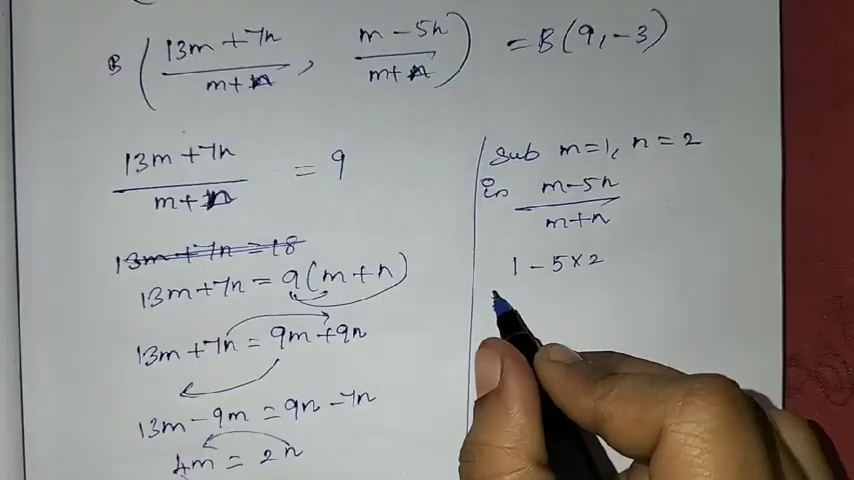 B ( (13m + 7n)/(m + n) , (m - 5n)/(m + n) ) = B (9, -3)
(13m + 7n)/(m + n) = 9
13m + 7n = 18
13m + 7n = 9 (m + n)
13m + 7n = 9m + 9n
13m - 9m = 9n - 7n
4m = 2n
Sub m = 1, n = 2
in (m - 5n)/(m + n)
1 - 5 × 2